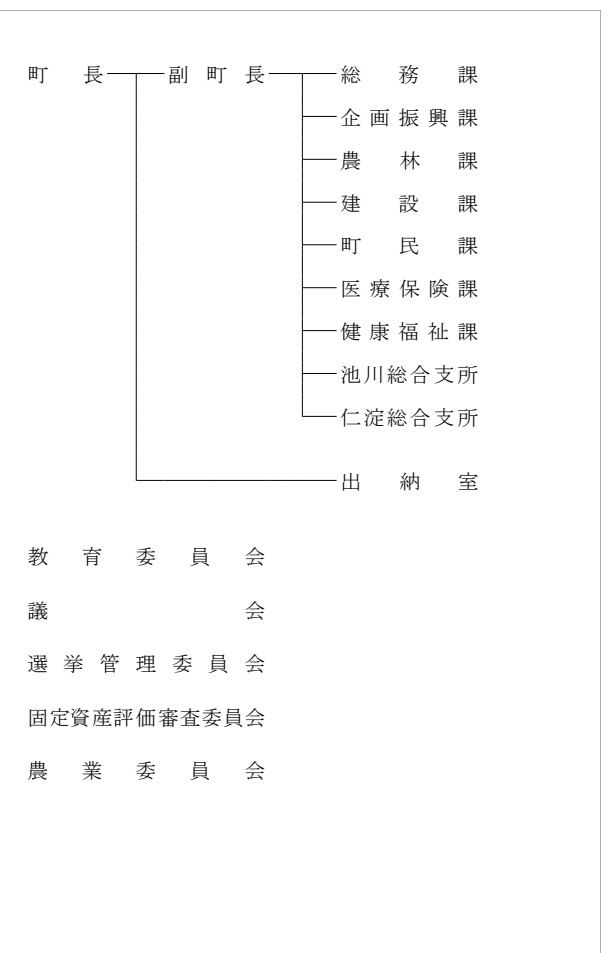 町長 副町長 総務課
企画振興課
農林課
建設課
町民課
医療保険課
健康福祉課
池川総合支所
仁淀総合支所
出納室
教育委員会
議会
選挙管理委員会
固定資産評価審査委員会
農業委員会